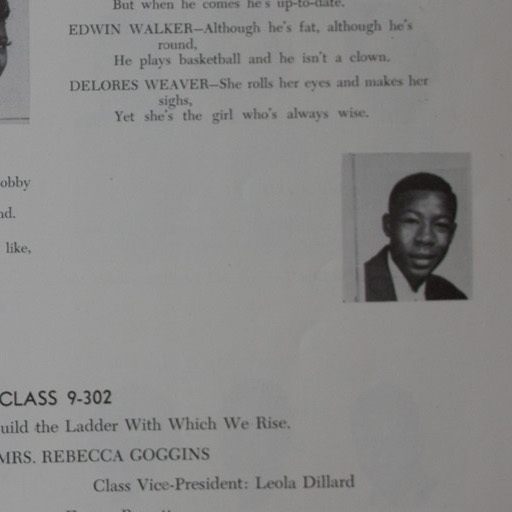 But when he comes he's up-to-date.
EDWIN WALKER—Although he's fat, although he's
round,
He plays basketball and he isn't a clown.
DELORES WEAVER—She rolls her eyes and makes her
sighs,
Yet she's the girl who's always wise.
obby
nd.
like,
CLASS 9-302
uild the Ladder With Which We Rise.
MRS. REBECCA GOGGINS
Class Vice-President: Leola Dillard